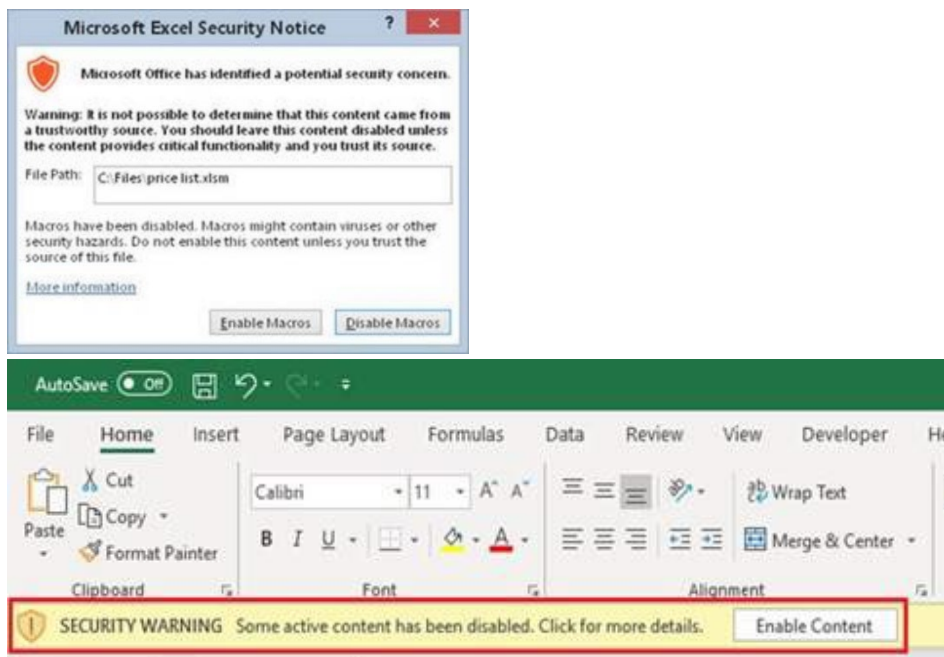 Microsoft Excel Security Notice ?
Microsoft Office has identified a potential security concern.
Warning: It is not possible to determine that this content came from
a trustworthy source. You should leave this content disabled unless
the content provides critical functionality and you trust its source.
File Path: C:\Files\price list.xlsm
Macros have been disabled. Macros might contain viruses or other
security hazards. Do not enable this content unless you trust the
source of this file.
More information
Enable Macros Disable Macros
AutoSave Off
File Home Insert Page Layout Formulas Data Review View Developer He
Cut
Calibri 11 A A ab Wrap Text
Copy
Paste
B I U A Merge & Center
Format Painter
Clipboard Font Alignment
SECURITY WARNING Some active content has been disabled. Click for more details. Enable Content